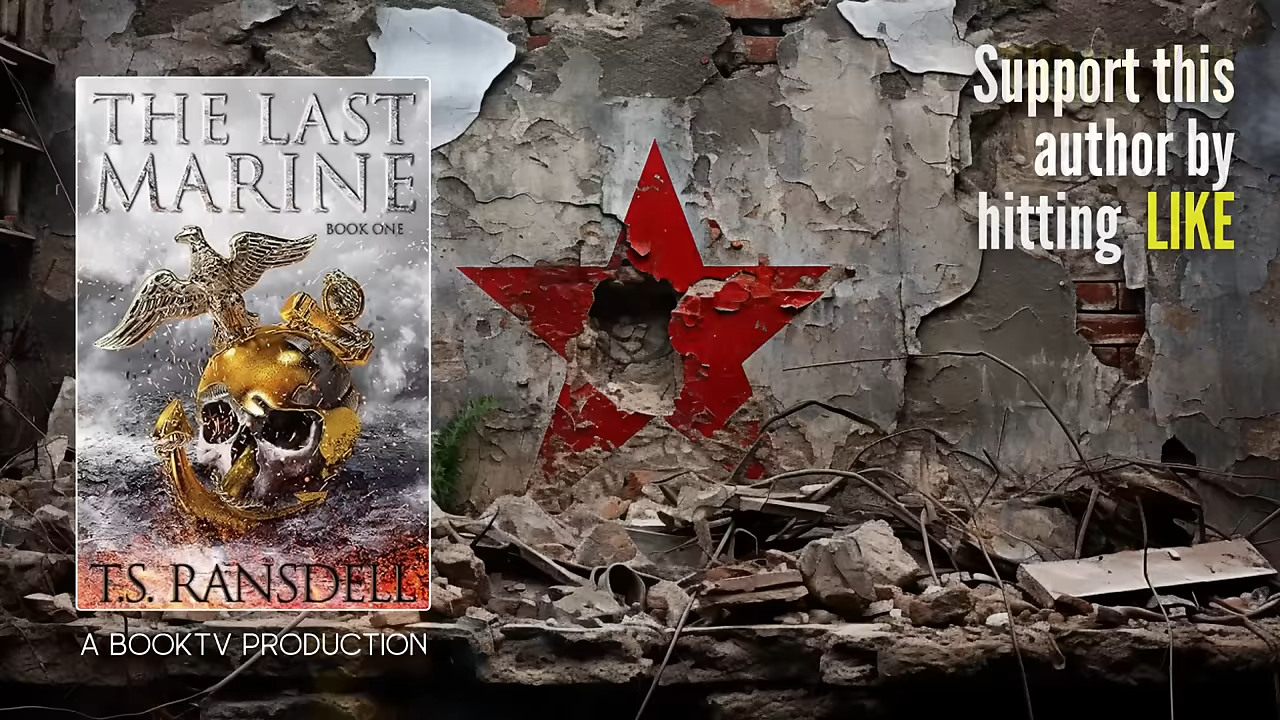 THE LAST
MARINE
BOOK ONE
T.S. RANSDELL
A BOOKTV PRODUCTION
Support this
author by
hitting LIKE